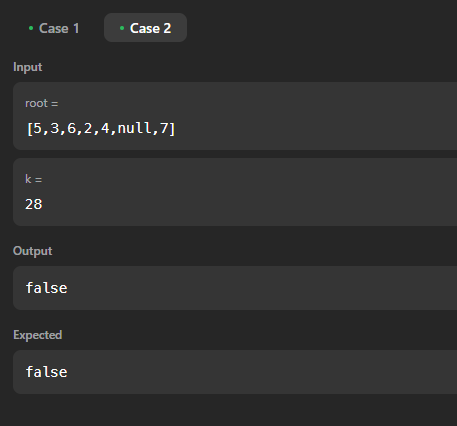 Case 1 Case 2
Input
root =
[5,3,6,2,4,null,7]
k =
28
Output
false
Expected
false